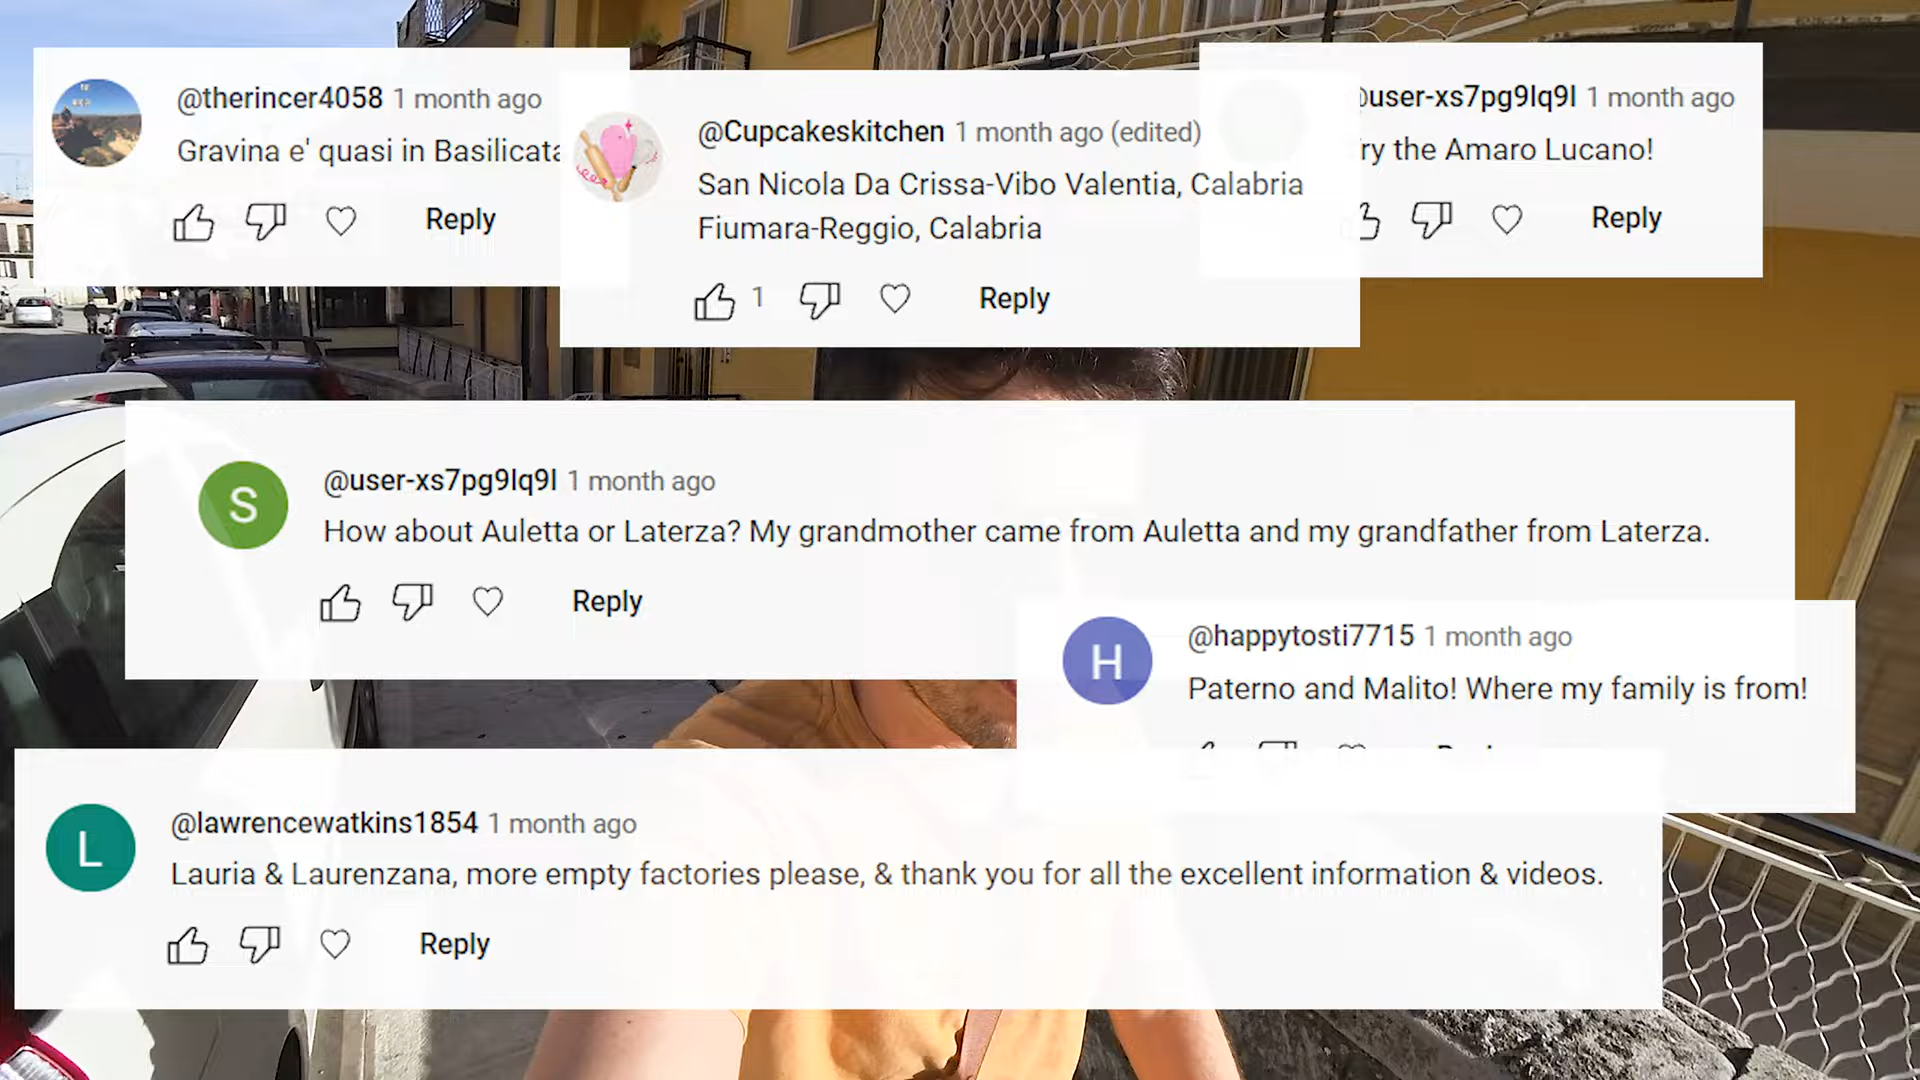 @therincer4058 1 month ago
Gravina e' quasi in Basilicata
Reply
@Cupcakeskitchen 1 month ago (edited)
San Nicola Da Crissa-Vibo Valentia, Calabria
Fiumara-Reggio, Calabria
1
Reply
user-xs7pg9lq9l 1 month ago
ry the Amaro Lucano!
Reply
S
@user-xs7pg9lq9l 1 month ago
How about Auletta or Laterza? My grandmother came from Auletta and my grandfather from Laterza.
Reply
H
@happytosti7715 1 month ago
Paterno and Malito! Where my family is from!
L
@lawrencewatkins1854 1 month ago
Lauria & Laurenzana, more empty factories please, & thank you for all the excellent information & videos.
Reply